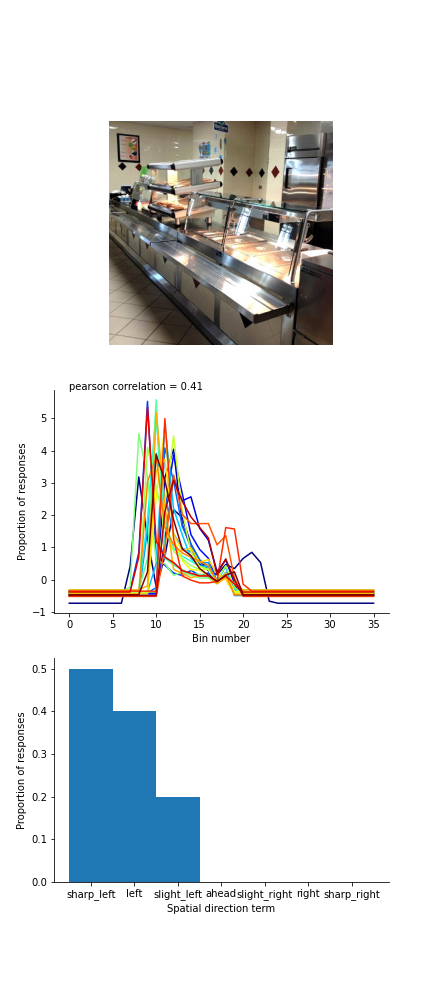 pearson correlation = 0.41
Proportion of responses
5
4
3
2
1
0
−1
0 5 10 15 20 25 30 35
Bin number
Proportion of responses
0.5
0.4
0.3
0.2
0.1
0.0
sharp_left left slight_left ahead slight_right right sharp_right
Spatial direction term